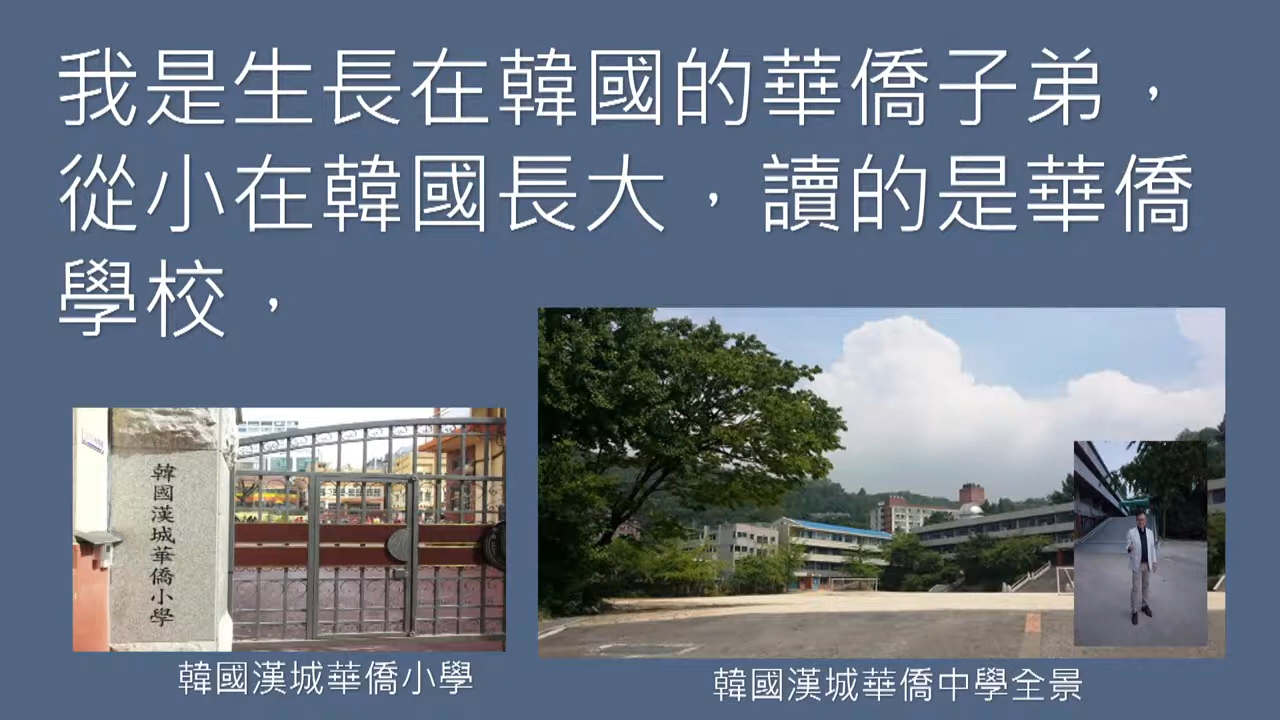 我是生長在韓國的華僑子弟，
從小在韓國長大，讀的是華僑
學校，
韓國漢城華僑小學
韓國漢城華僑小學
韓國漢城華僑中學全景